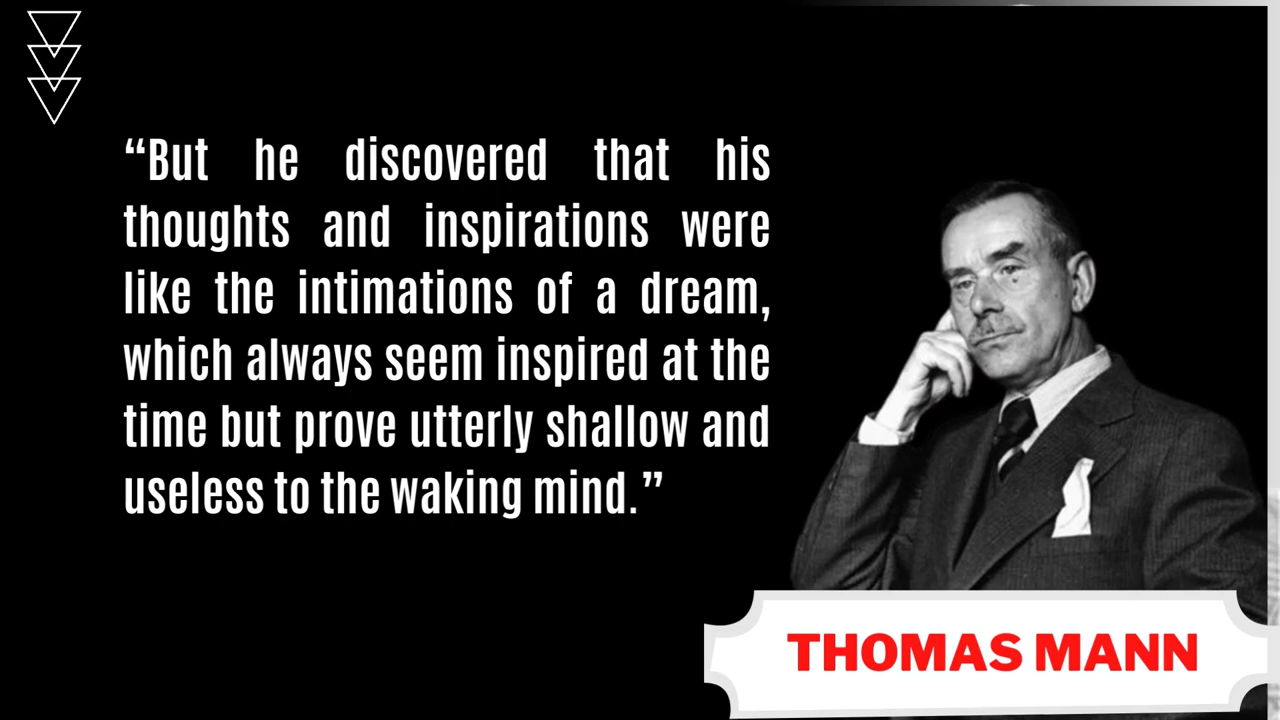 “But he discovered that his
thoughts and inspirations were
like the intimations of a dream,
which always seem inspired at the
time but prove utterly shallow and
useless to the waking mind.”
THOMAS MANN